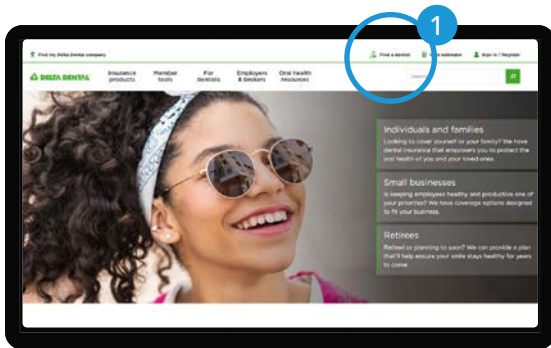 1
Find my Delta Dental company
Find a dentist
Cost estimator
Sign in / Register
DELTA DENTAL
Insurance products
Member tools
For dentists
Employers & brokers
Oral health resources
Search
Individuals and families
Looking to cover yourself or your family? We have
dental insurance that empowers you to protect the
oral health of you and your loved ones.
Small businesses
Is keeping employees healthy and productive one of
your priorities? We have coverage options designed
to fit your business.
Retirees
Retired or planning to soon? We can provide a plan
that'll help ensure your smile stays healthy for years
to come.